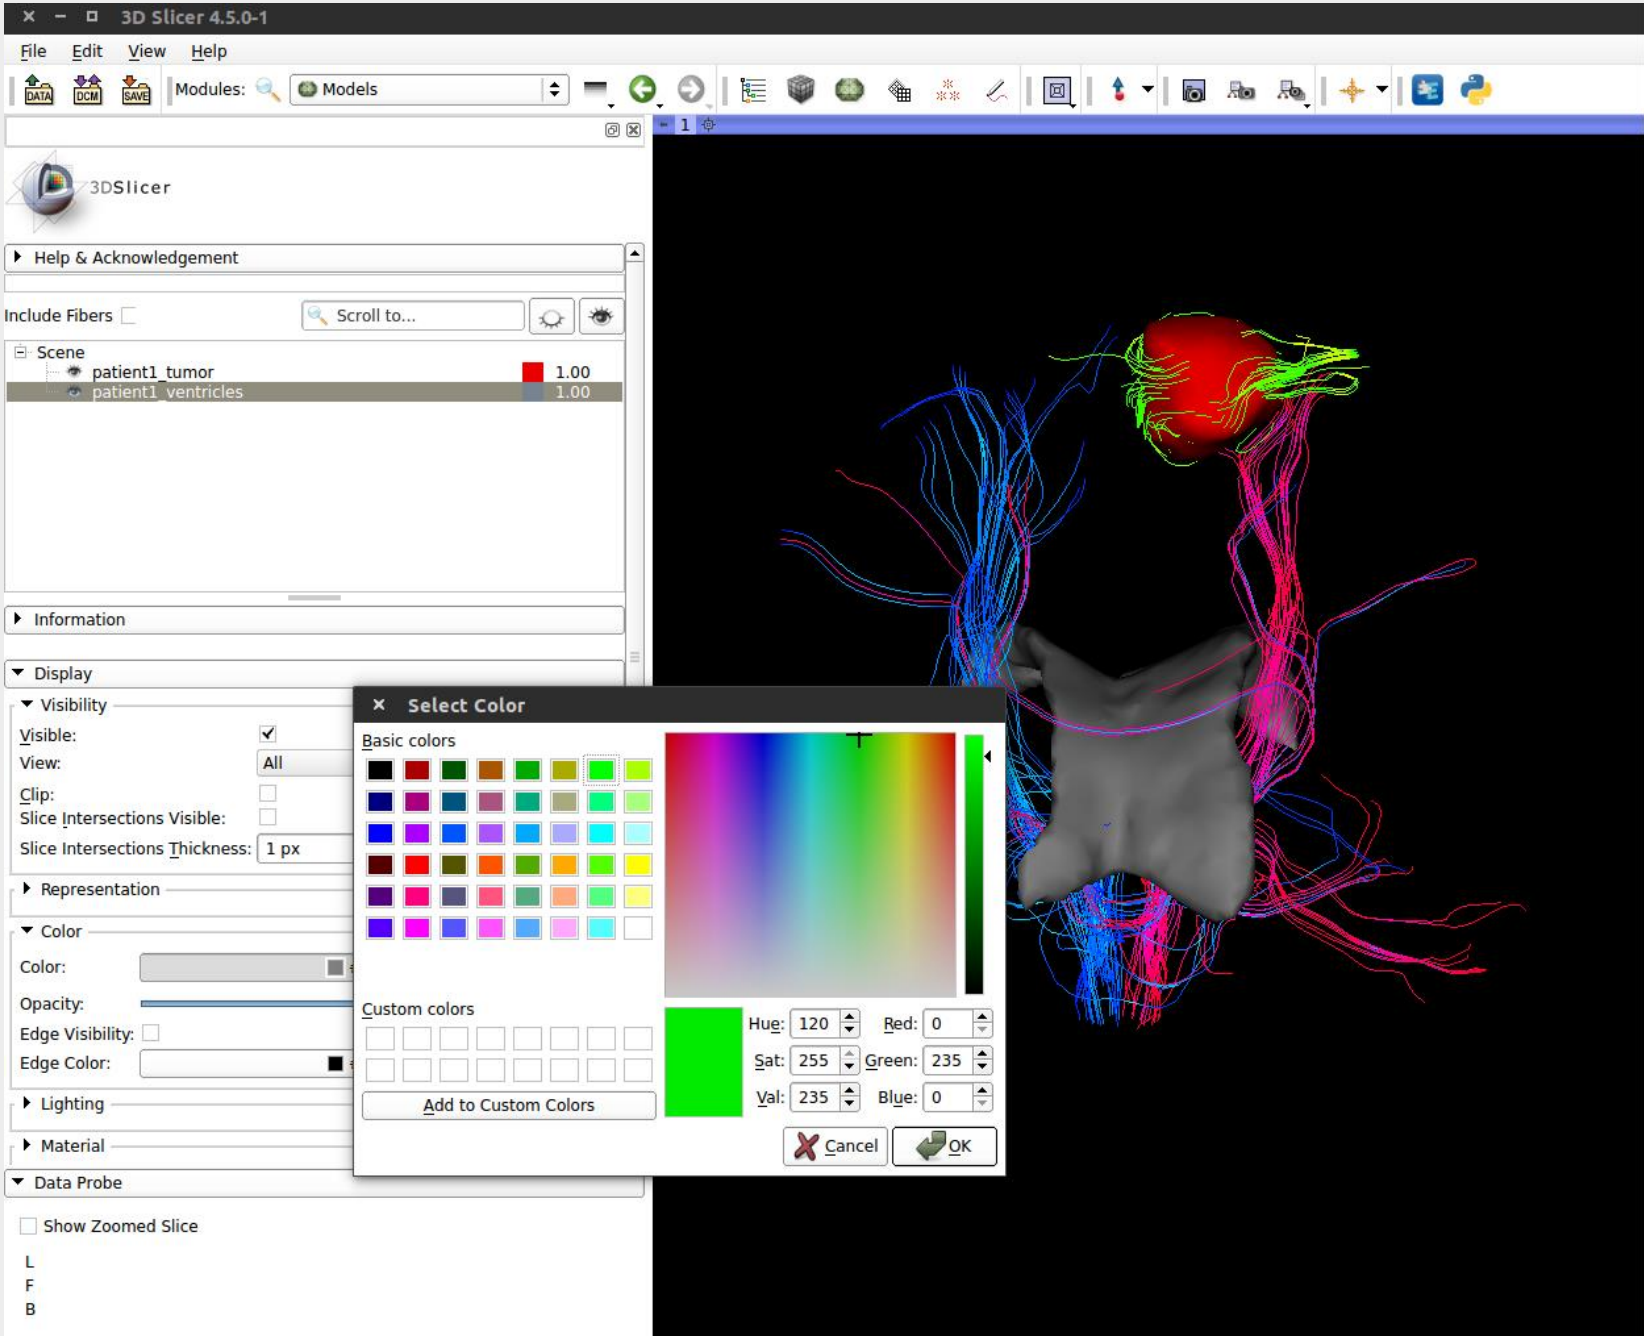 3D Slicer 4.5.0-1
File Edit View Help
DATA DCM SAVE Modules: Models
1
3DSlicer
Help & Acknowledgement
Include Fibers Scroll to...
Scene
patient1_tumor 1.00
patient1_ventricles 1.00
Information
Display
Visibility
Visible:
View: All
Clip:
Slice Intersections Visible:
Slice Intersections Thickness: 1 px
Representation
Color
Color:
Opacity:
Edge Visibility:
Edge Color:
Lighting
Material
Data Probe
Show Zoomed Slice
L
F
B
Select Color
Basic colors
Custom colors
Add to Custom Colors
Hue: 120 Red: 0
Sat: 255 Green: 235
Val: 235 Blue: 0
Cancel OK